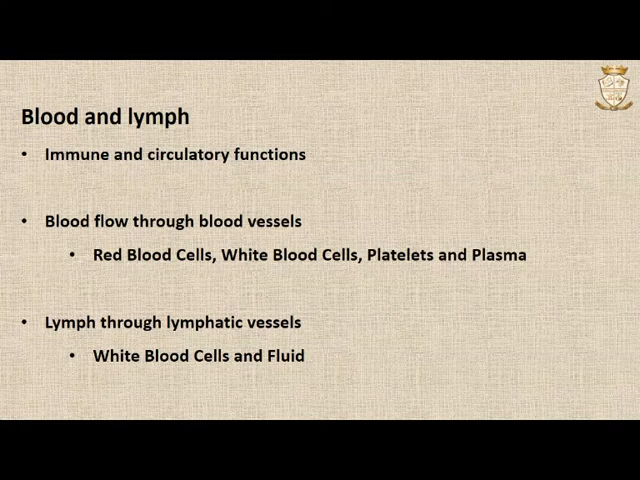 Blood and lymph
• Immune and circulatory functions
• Blood flow through blood vessels
• Red Blood Cells, White Blood Cells, Platelets and Plasma
• Lymph through lymphatic vessels
• White Blood Cells and Fluid